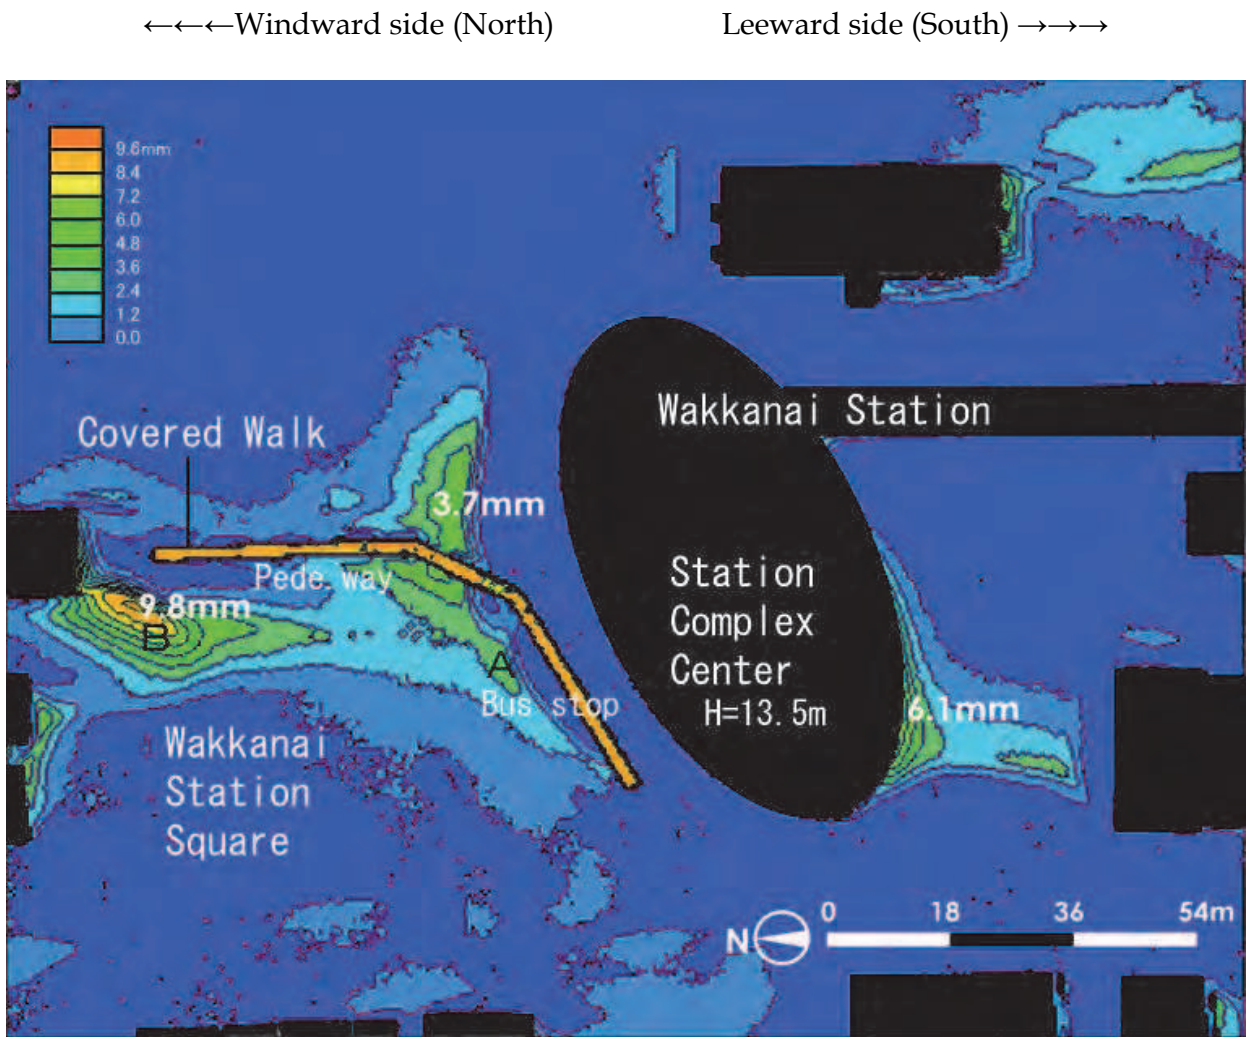 ←←←Windward side (North)
Leeward side (South) →→→
9.6mm
8.4
7.2
6.0
4.8
3.6
2.4
1.2
0.0
Covered Walk
Wakkanai Station
3.7mm
Pede way
9.8mm
B
A
Bus stop
Station
Complex
Center
H=13.5m
6.1mm
Wakkanai
Station
Square
N
0 18 36 54m